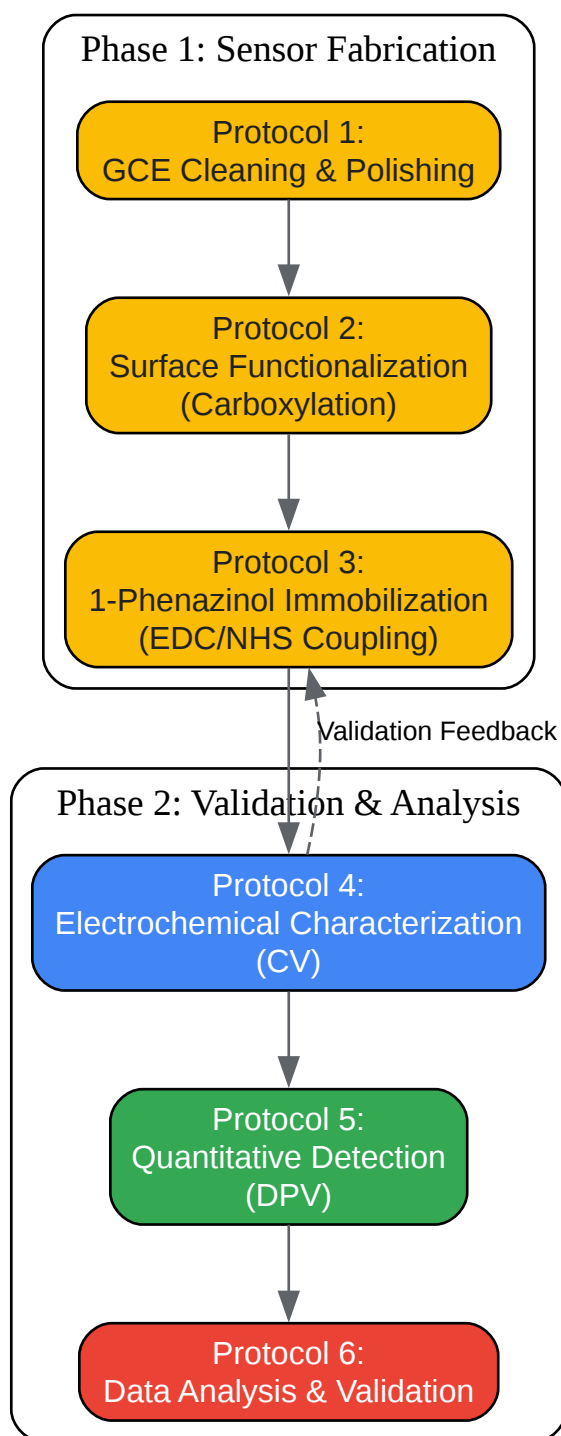 Phase 1: Sensor Fabrication
Protocol 1:
GCE Cleaning & Polishing
Protocol 2:
Surface Functionalization
(Carboxylation)
Protocol 3:
1-Phenazinol Immobilization
(EDC/NHS Coupling)
Validation Feedback
Phase 2: Validation & Analysis
Protocol 4:
Electrochemical Characterization
(CV)
Protocol 5:
Quantitative Detection
(DPV)
Protocol 6:
Data Analysis & Validation